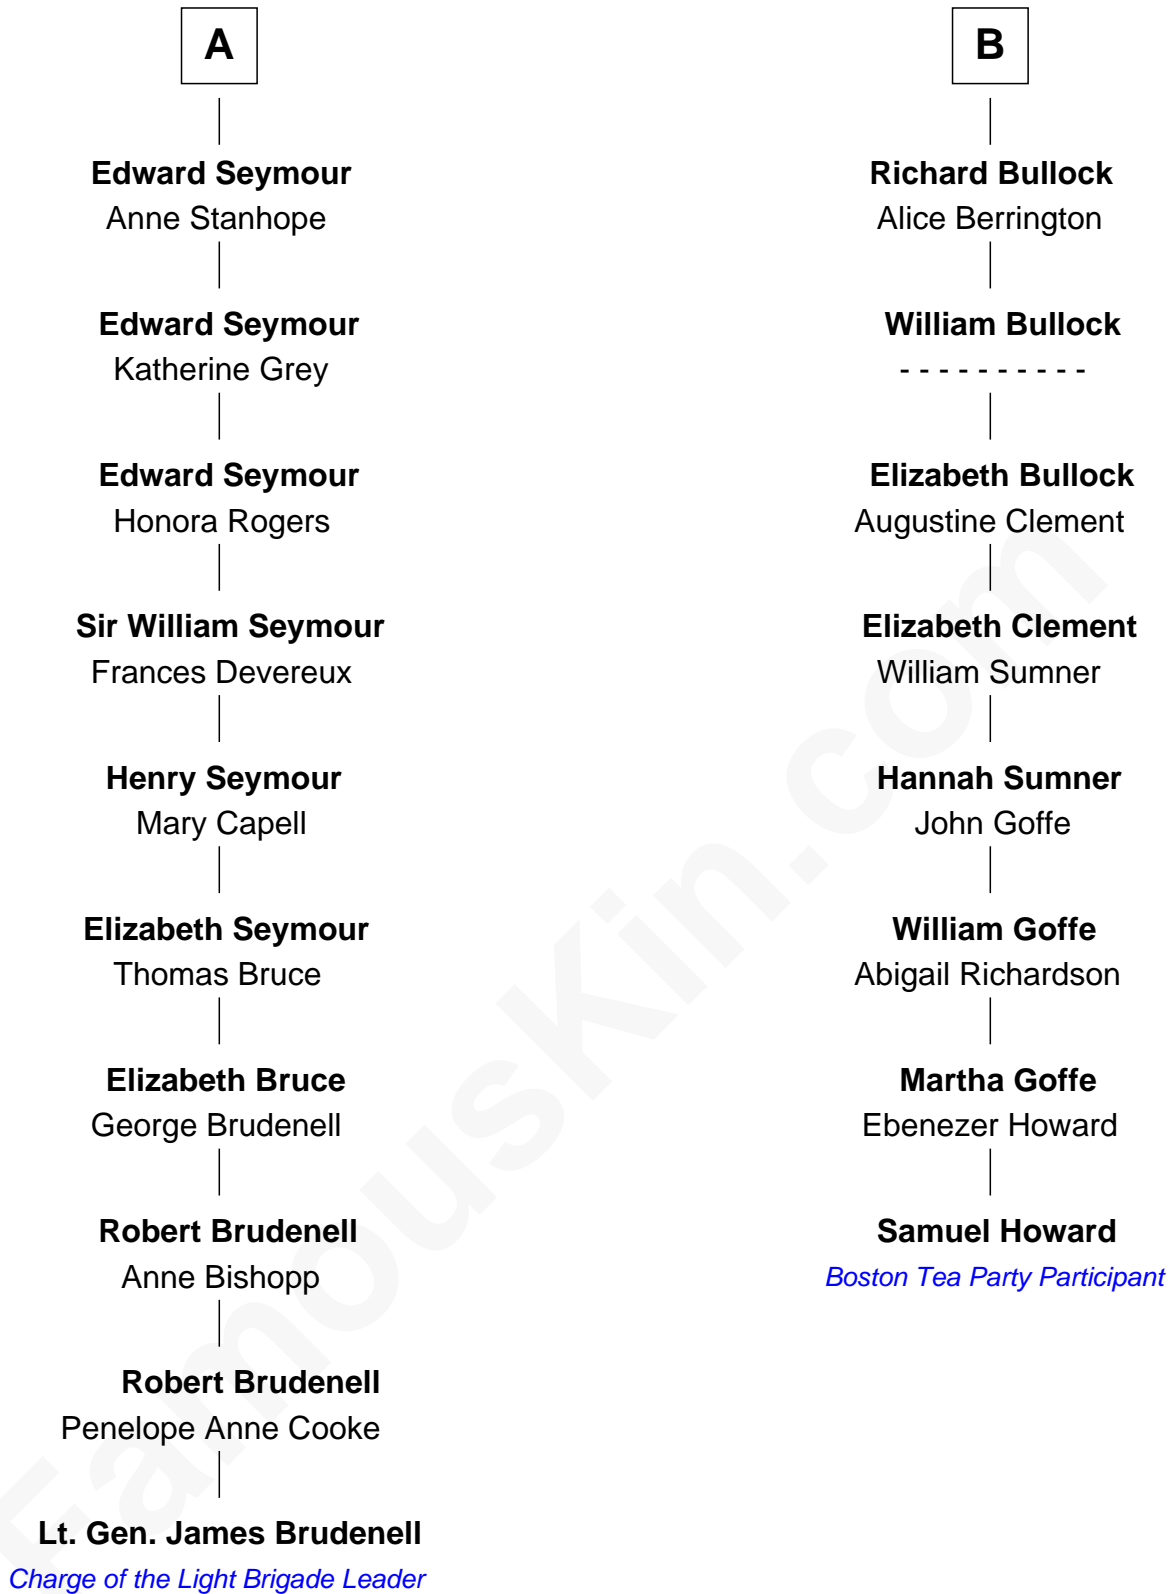 A
Edward Seymour
Anne Stanhope
Edward Seymour
Katherine Grey
Edward Seymour
Honora Rogers
Sir William Seymour
Frances Devereux
Henry Seymour
Mary Capell
Elizabeth Seymour
Thomas Bruce
Elizabeth Bruce
George Brudenell
Robert Brudenell
Anne Bishopp
Robert Brudenell
Penelope Anne Cooke
Lt. Gen. James Brudenell
Charge of the Light Brigade Leader
B
Richard Bullock
Alice Berrington
William Bullock
- - - - - - - - - -
Elizabeth Bullock
Augustine Clement
Elizabeth Clement
William Sumner
Hannah Sumner
John Goffe
William Goffe
Abigail Richardson
Martha Goffe
Ebenezer Howard
Samuel Howard
Boston Tea Party Participant
FamousKin.com